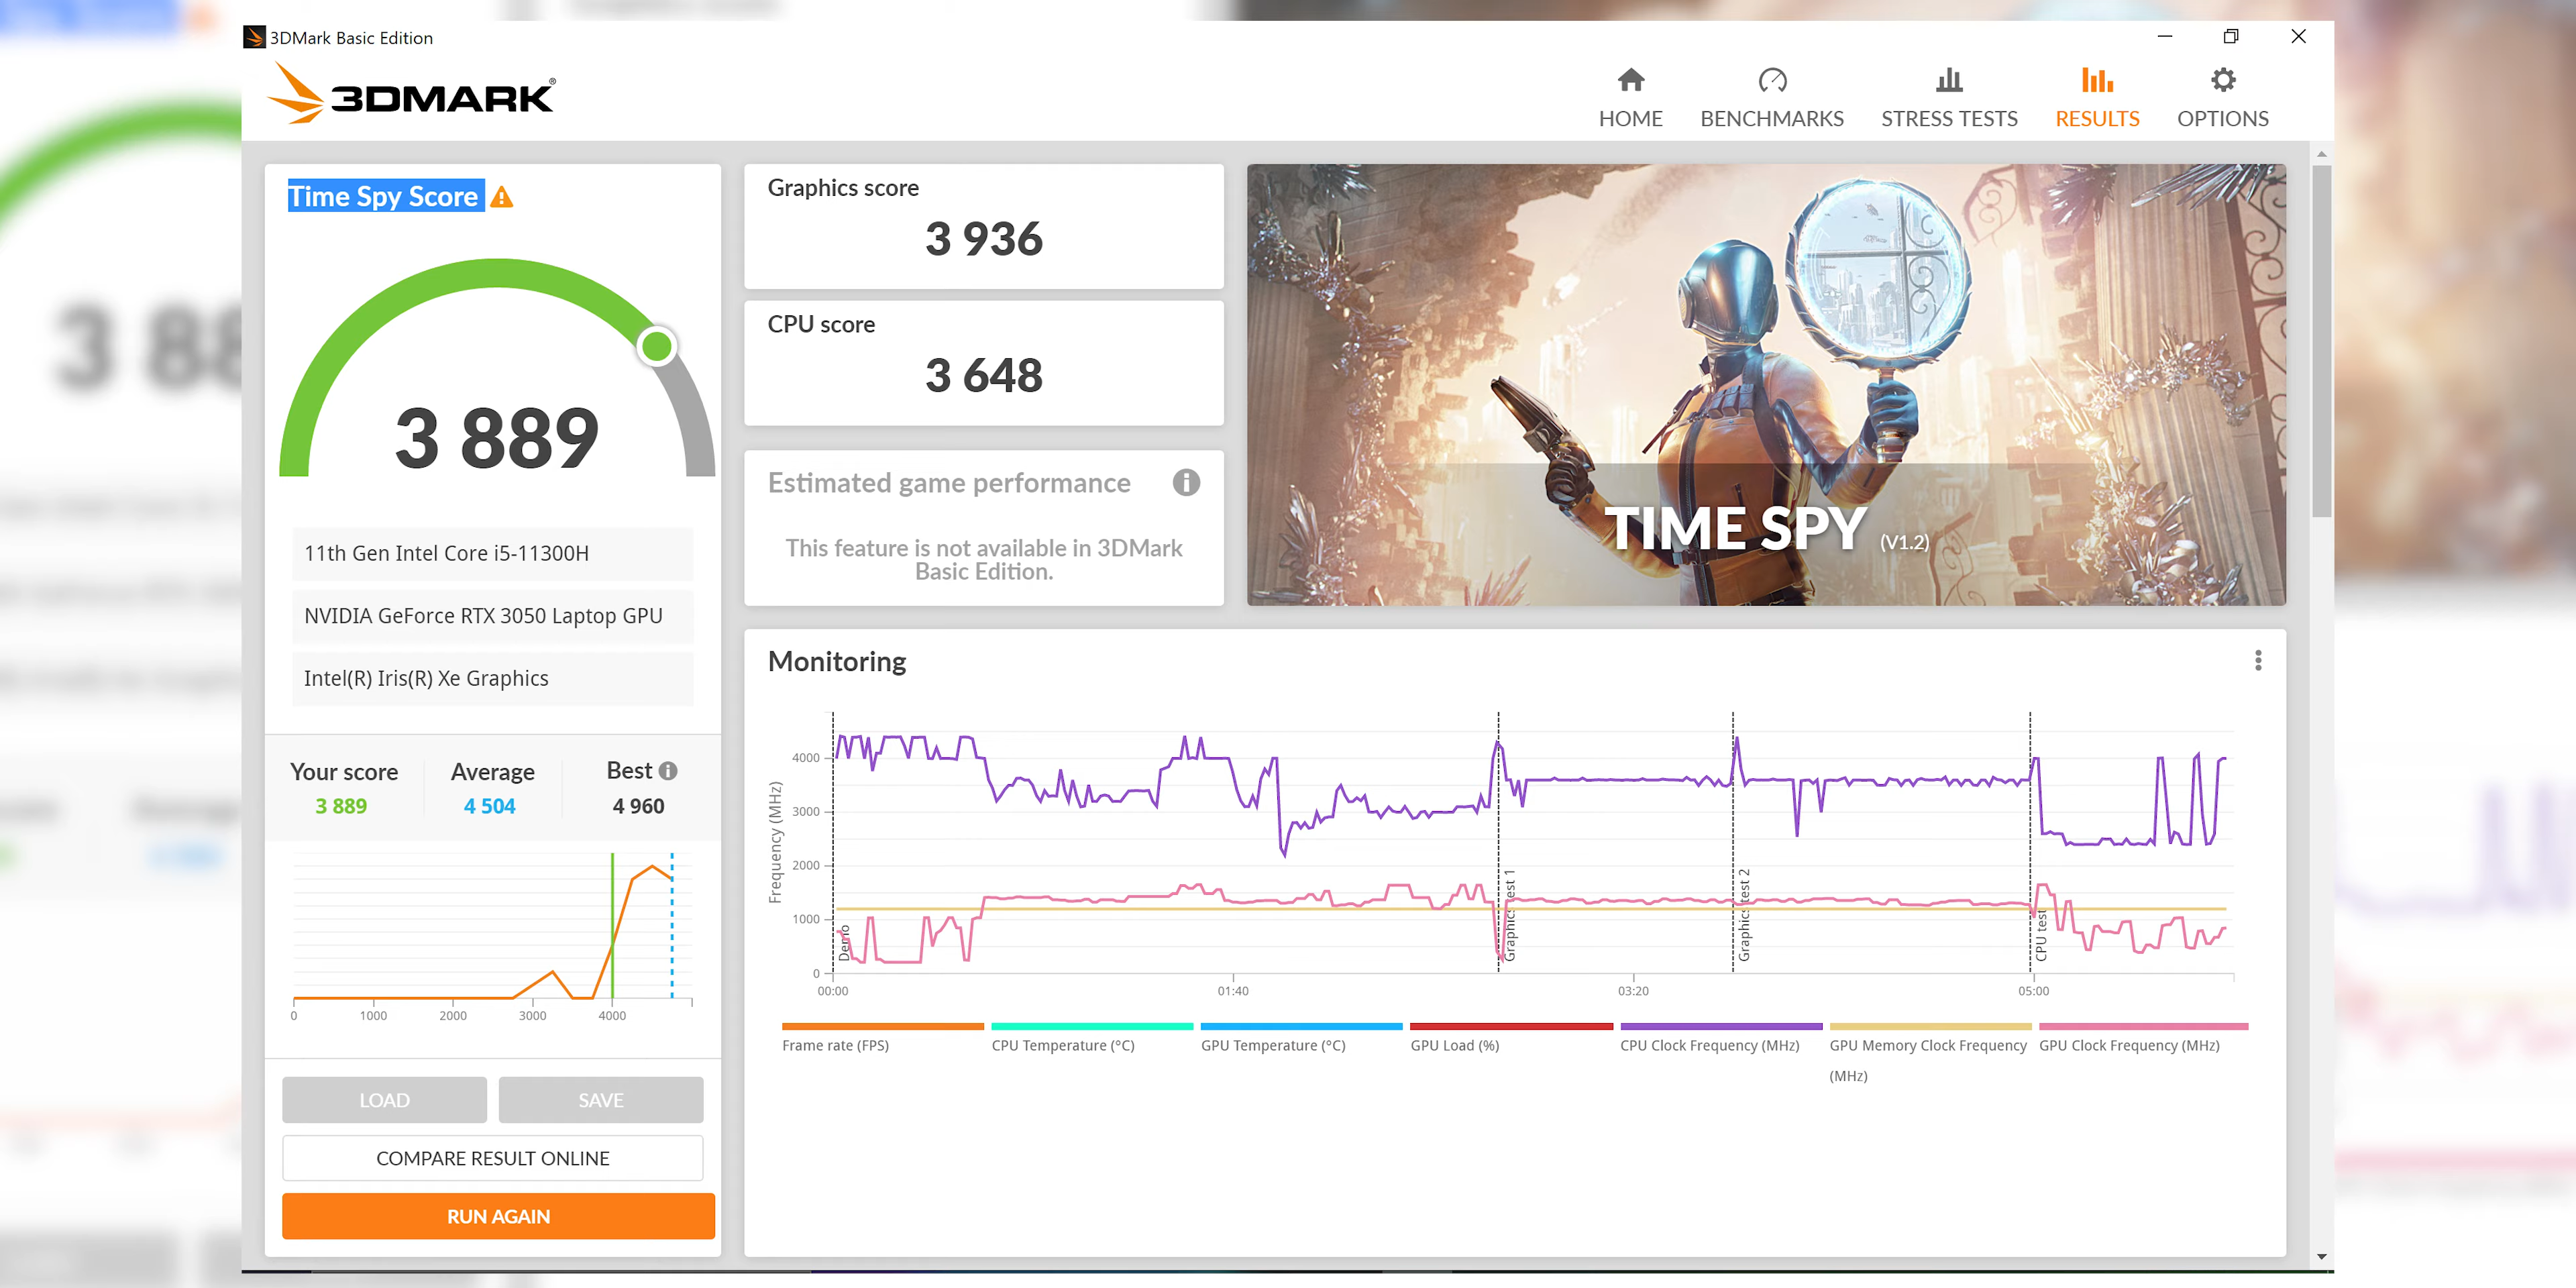 3DMark Basic Edition
3DMARK®
HOME
BENCHMARKS
STRESS TESTS
RESULTS
OPTIONS
Time Spy Score
3 889
11th Gen Intel Core i5-11300H
NVIDIA GeForce RTX 3050 Laptop GPU
Intel(R) Iris(R) Xe Graphics
Your score
3 889
Average
4 504
Best
4 960
0 1000 2000 3000 4000
LOAD
SAVE
COMPARE RESULT ONLINE
RUN AGAIN
Graphics score
3 936
CPU score
3 648
Estimated game performance
This feature is not available in 3DMark
Basic Edition.
TIME SPY (V1.2)
Monitoring
Frequency (MHz)
4000
3000
2000
1000
0
Demo
Graphics test 1
Graphics test 2
CPU test
00:00 01:40 03:20 05:00
Frame rate (FPS)
CPU Temperature (°C)
GPU Temperature (°C)
GPU Load (%)
CPU Clock Frequency (MHz)
GPU Memory Clock Frequency
(MHz)
GPU Clock Frequency (MHz)
3 88